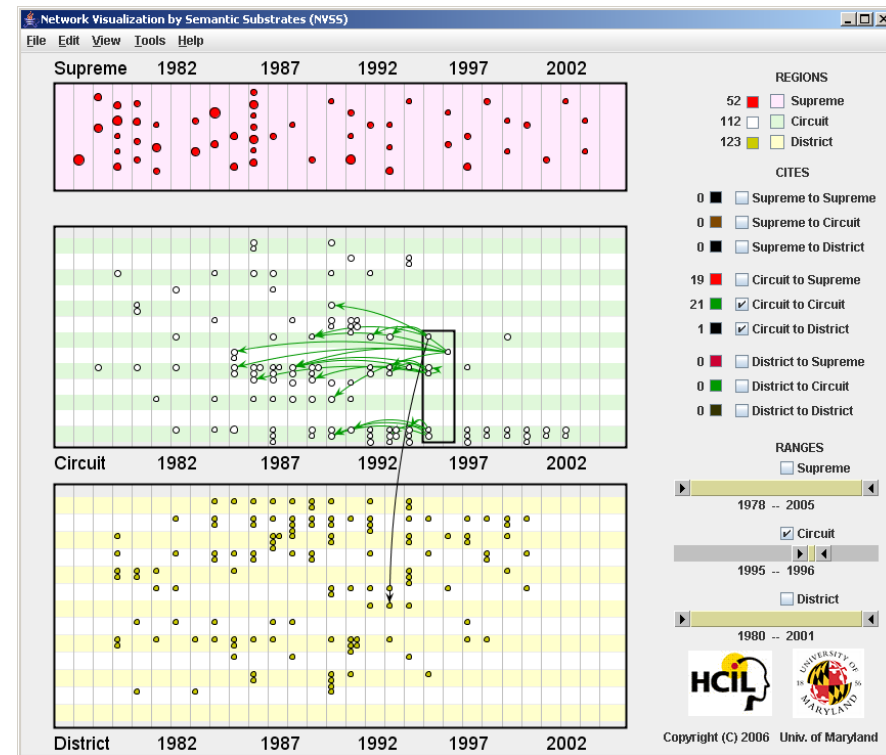 Network Visualization by Semantic Substrates (NVSS)
File Edit View Tools Help
Supreme 1982 1987 1992 1997 2002
Circuit 1982 1987 1992 1997 2002
District 1982 1987 1992 1997 2002
REGIONS
52 Supreme
112 Circuit
123 District
CITES
0 Supreme to Supreme
0 Supreme to Circuit
0 Supreme to District
19 Circuit to Supreme
21 Circuit to Circuit
1 Circuit to District
0 District to Supreme
0 District to Circuit
0 District to District
RANGES
Supreme
1978 -- 2005
Circuit
1995 -- 1996
District
1980 -- 2001
HCIL
UNIVERSITY OF
18 56
MARYLAND
Copyright (C) 2006 Univ. of Maryland